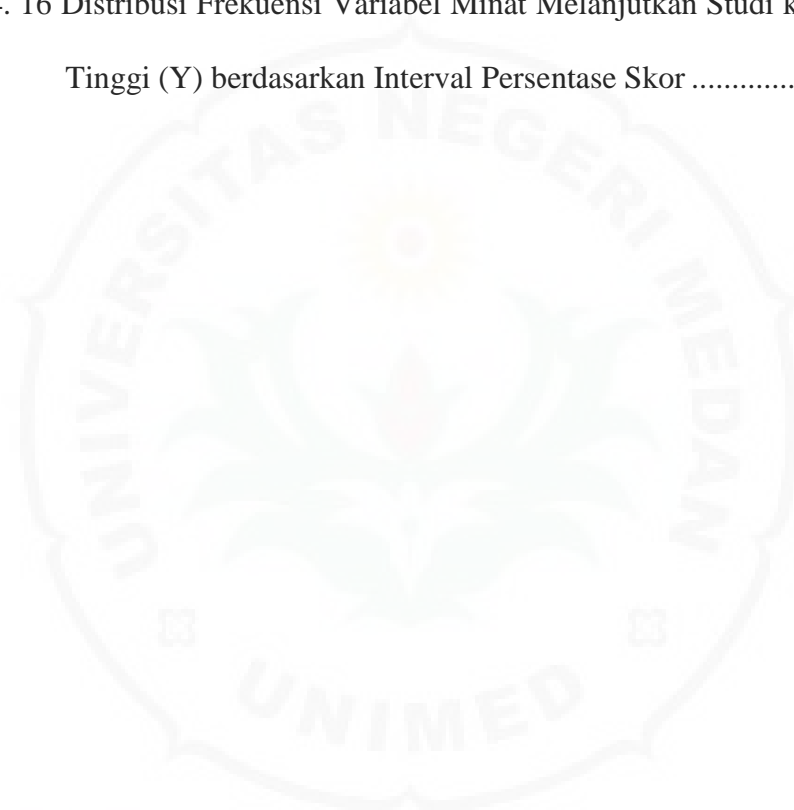 . 16 Distribusi Frekuensi Variabel Minat Melanjutkan Studi k
Tinggi (Y) berdasarkan Interval Persentase Skor .............
UNIVERSITAS NEGERI MEDAN
UNIMED